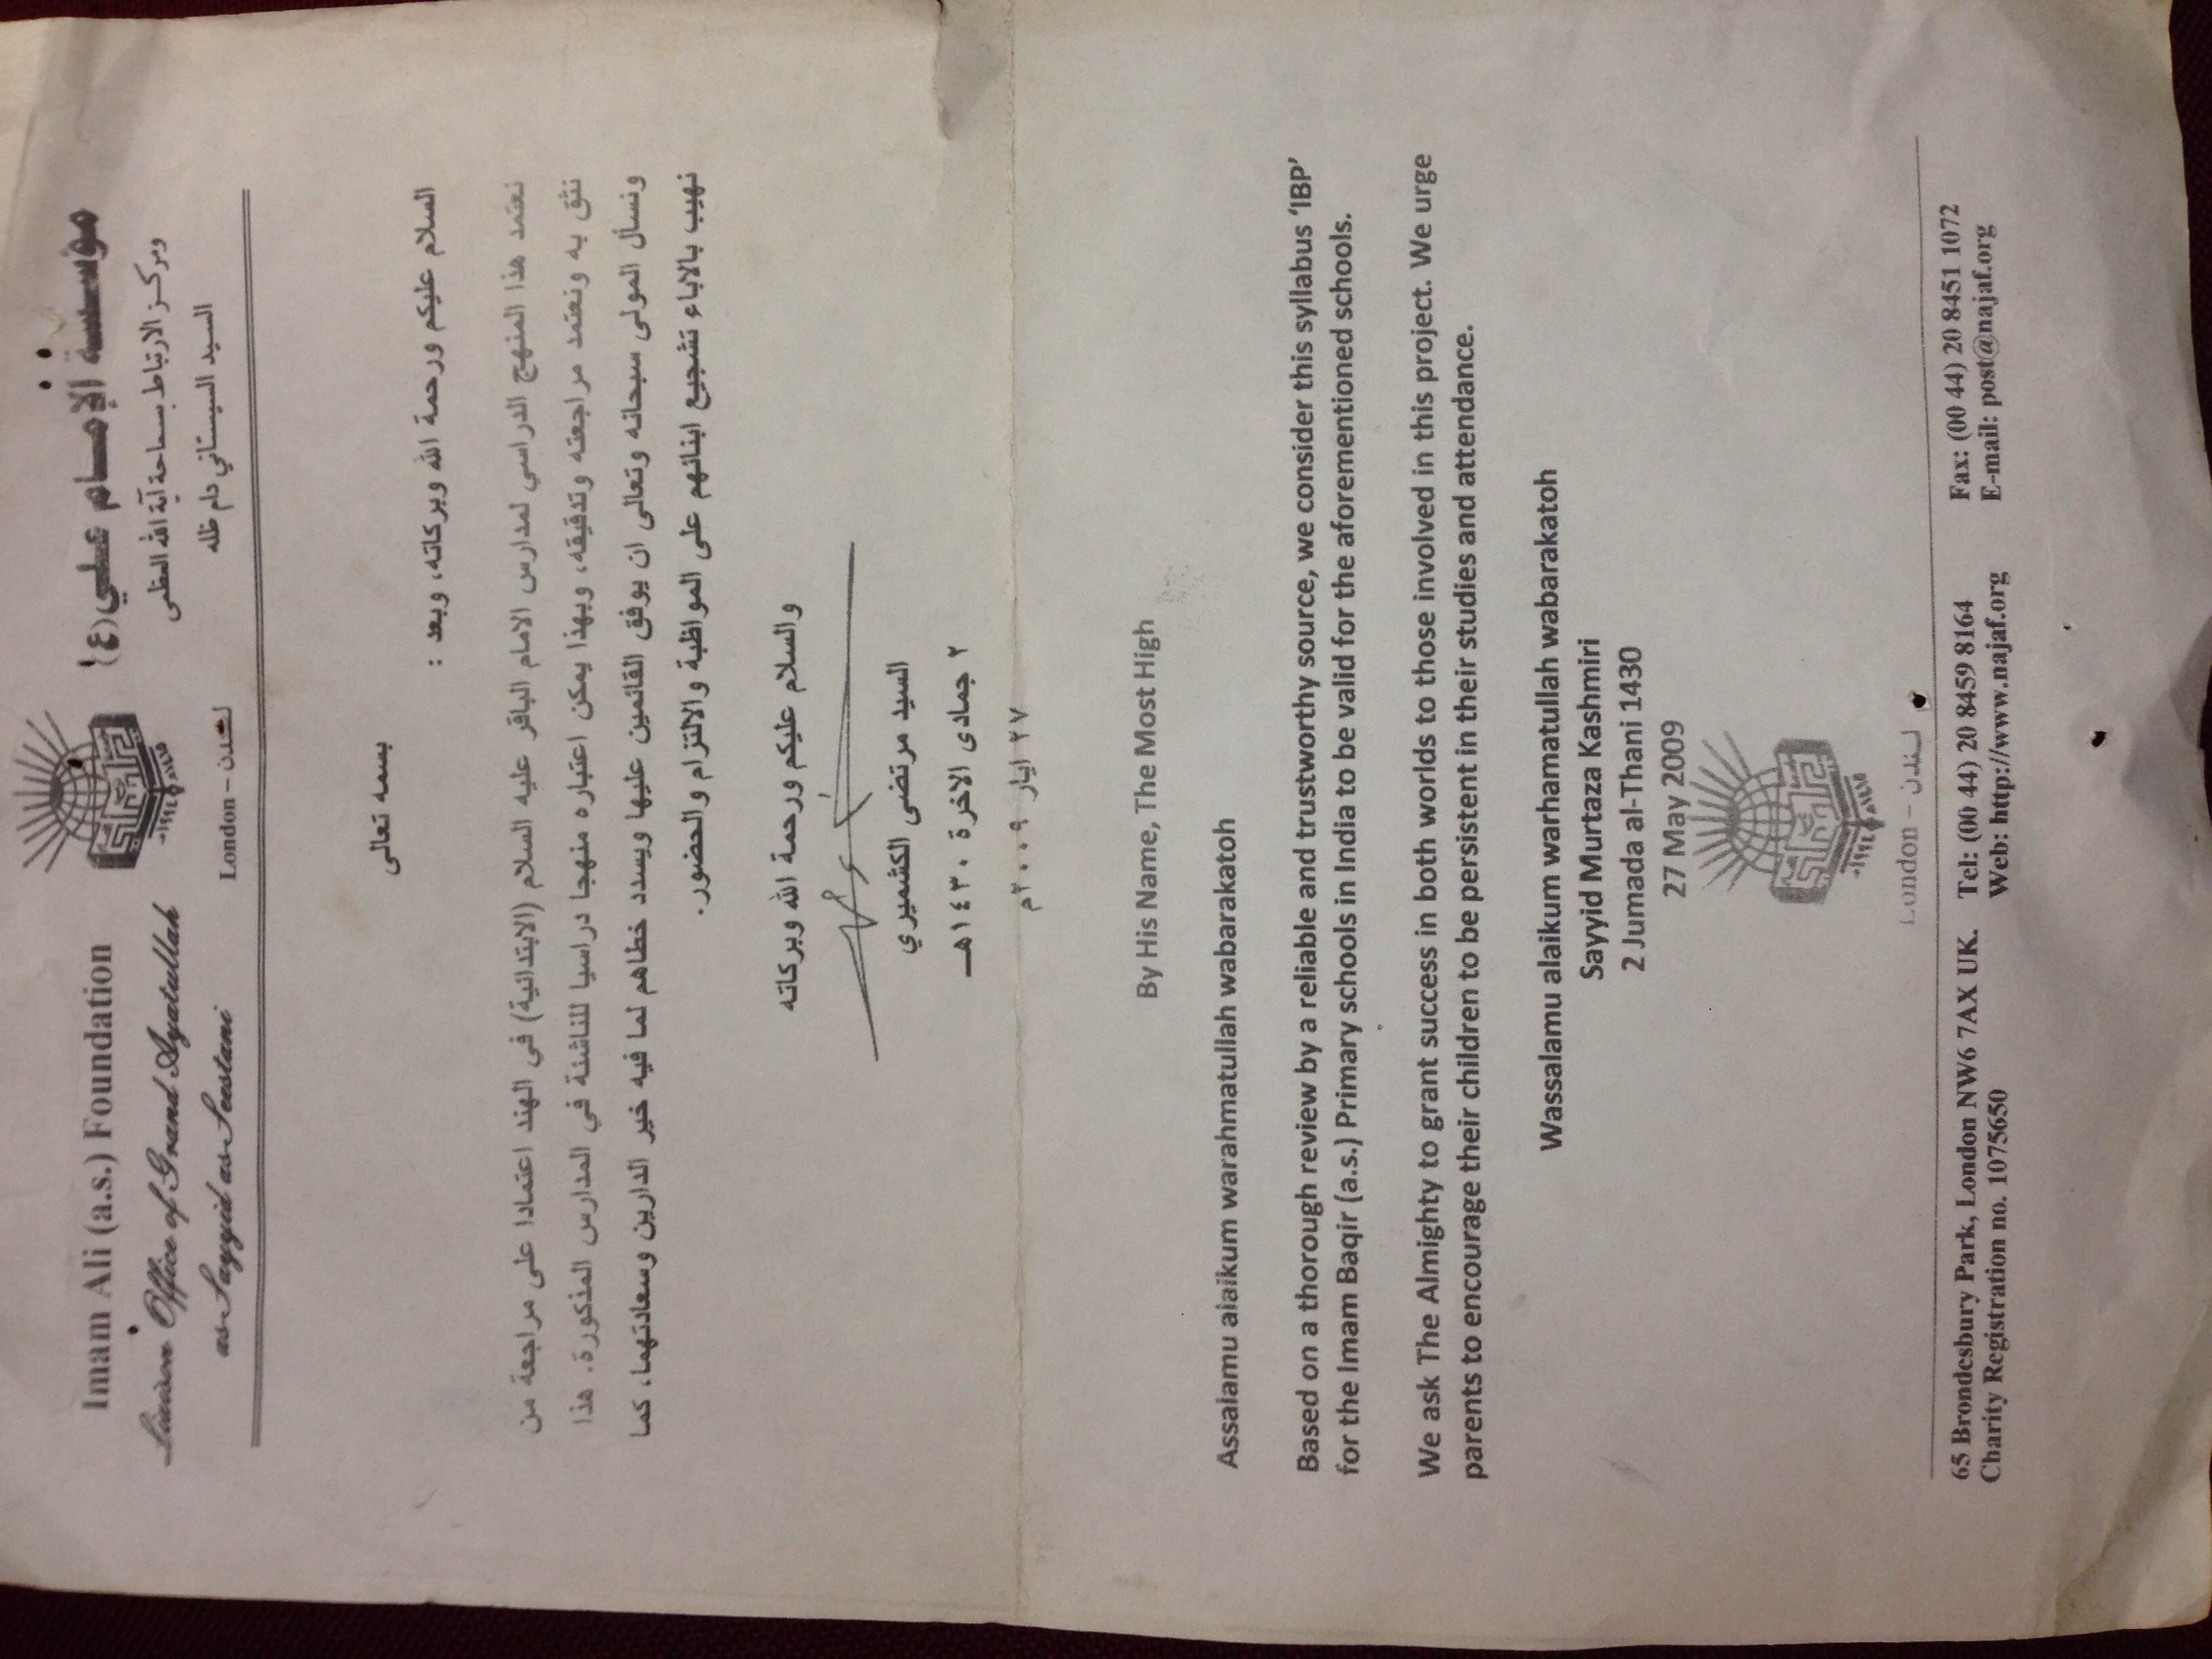 Imam Ali (a.s.) Foundation
Liaison Office of Grand Ayatullah
as-Sayyid as-Seestani
London – لندن
مؤسسة الإمام علي (ع)
ومركز الارتباط بسماحة آية الله العظمى
السيد السيستاني دام ظله
بسمه تعالى
السلام عليكم ورحمة الله وبركاته، وبعد :
نعتمد هذا المنهج الدراسي لمدارس الامام الباقر عليه السلام (الابتدائية) في الهند اعتمادا على مراجعة من
نثق به ونعتمد مراجعته وتدقيقه، وبهذا يمكن اعتباره منهجا دراسيا للناشئة في المدارس المذكورة. هذا
ونسأل المولى سبحانه وتعالى ان يوفق القائمين عليها ويسدد خطاهم لما فيه خير الدارين وسعادتهما، كما
نهيب بالاباء تشجيع ابنائهم على المواظبة والالتزام والحضور.
والسلام عليكم ورحمة الله وبركاته
السيد مرتضى الكشميري
٢ جمادى الاخرة ١٤٣٠هـ
٢٧ ايار ٢٠٠٩م
By His Name, The Most High
Assalamu alaikum warahmatullah wabarakatoh
Based on a thorough review by a reliable and trustworthy source, we consider this syllabus ‘IBP’
for the Imam Baqir (a.s.) Primary schools in India to be valid for the aforementioned schools.
We ask The Almighty to grant success in both worlds to those involved in this project. We urge
parents to encourage their children to be persistent in their studies and attendance.
Wassalamu alaikum warhamatullah wabarakatoh
Sayyid Murtaza Kashmiri
2 Jumada al-Thani 1430
27 May 2009
London – لندن
65 Brondesbury Park, London NW6 7AX UK. Tel: (00 44) 20 8459 8164 Fax: (00 44) 20 8451 1072
Charity Registration no. 1075650 Web: http://www.najaf.org E-mail: post@najaf.org